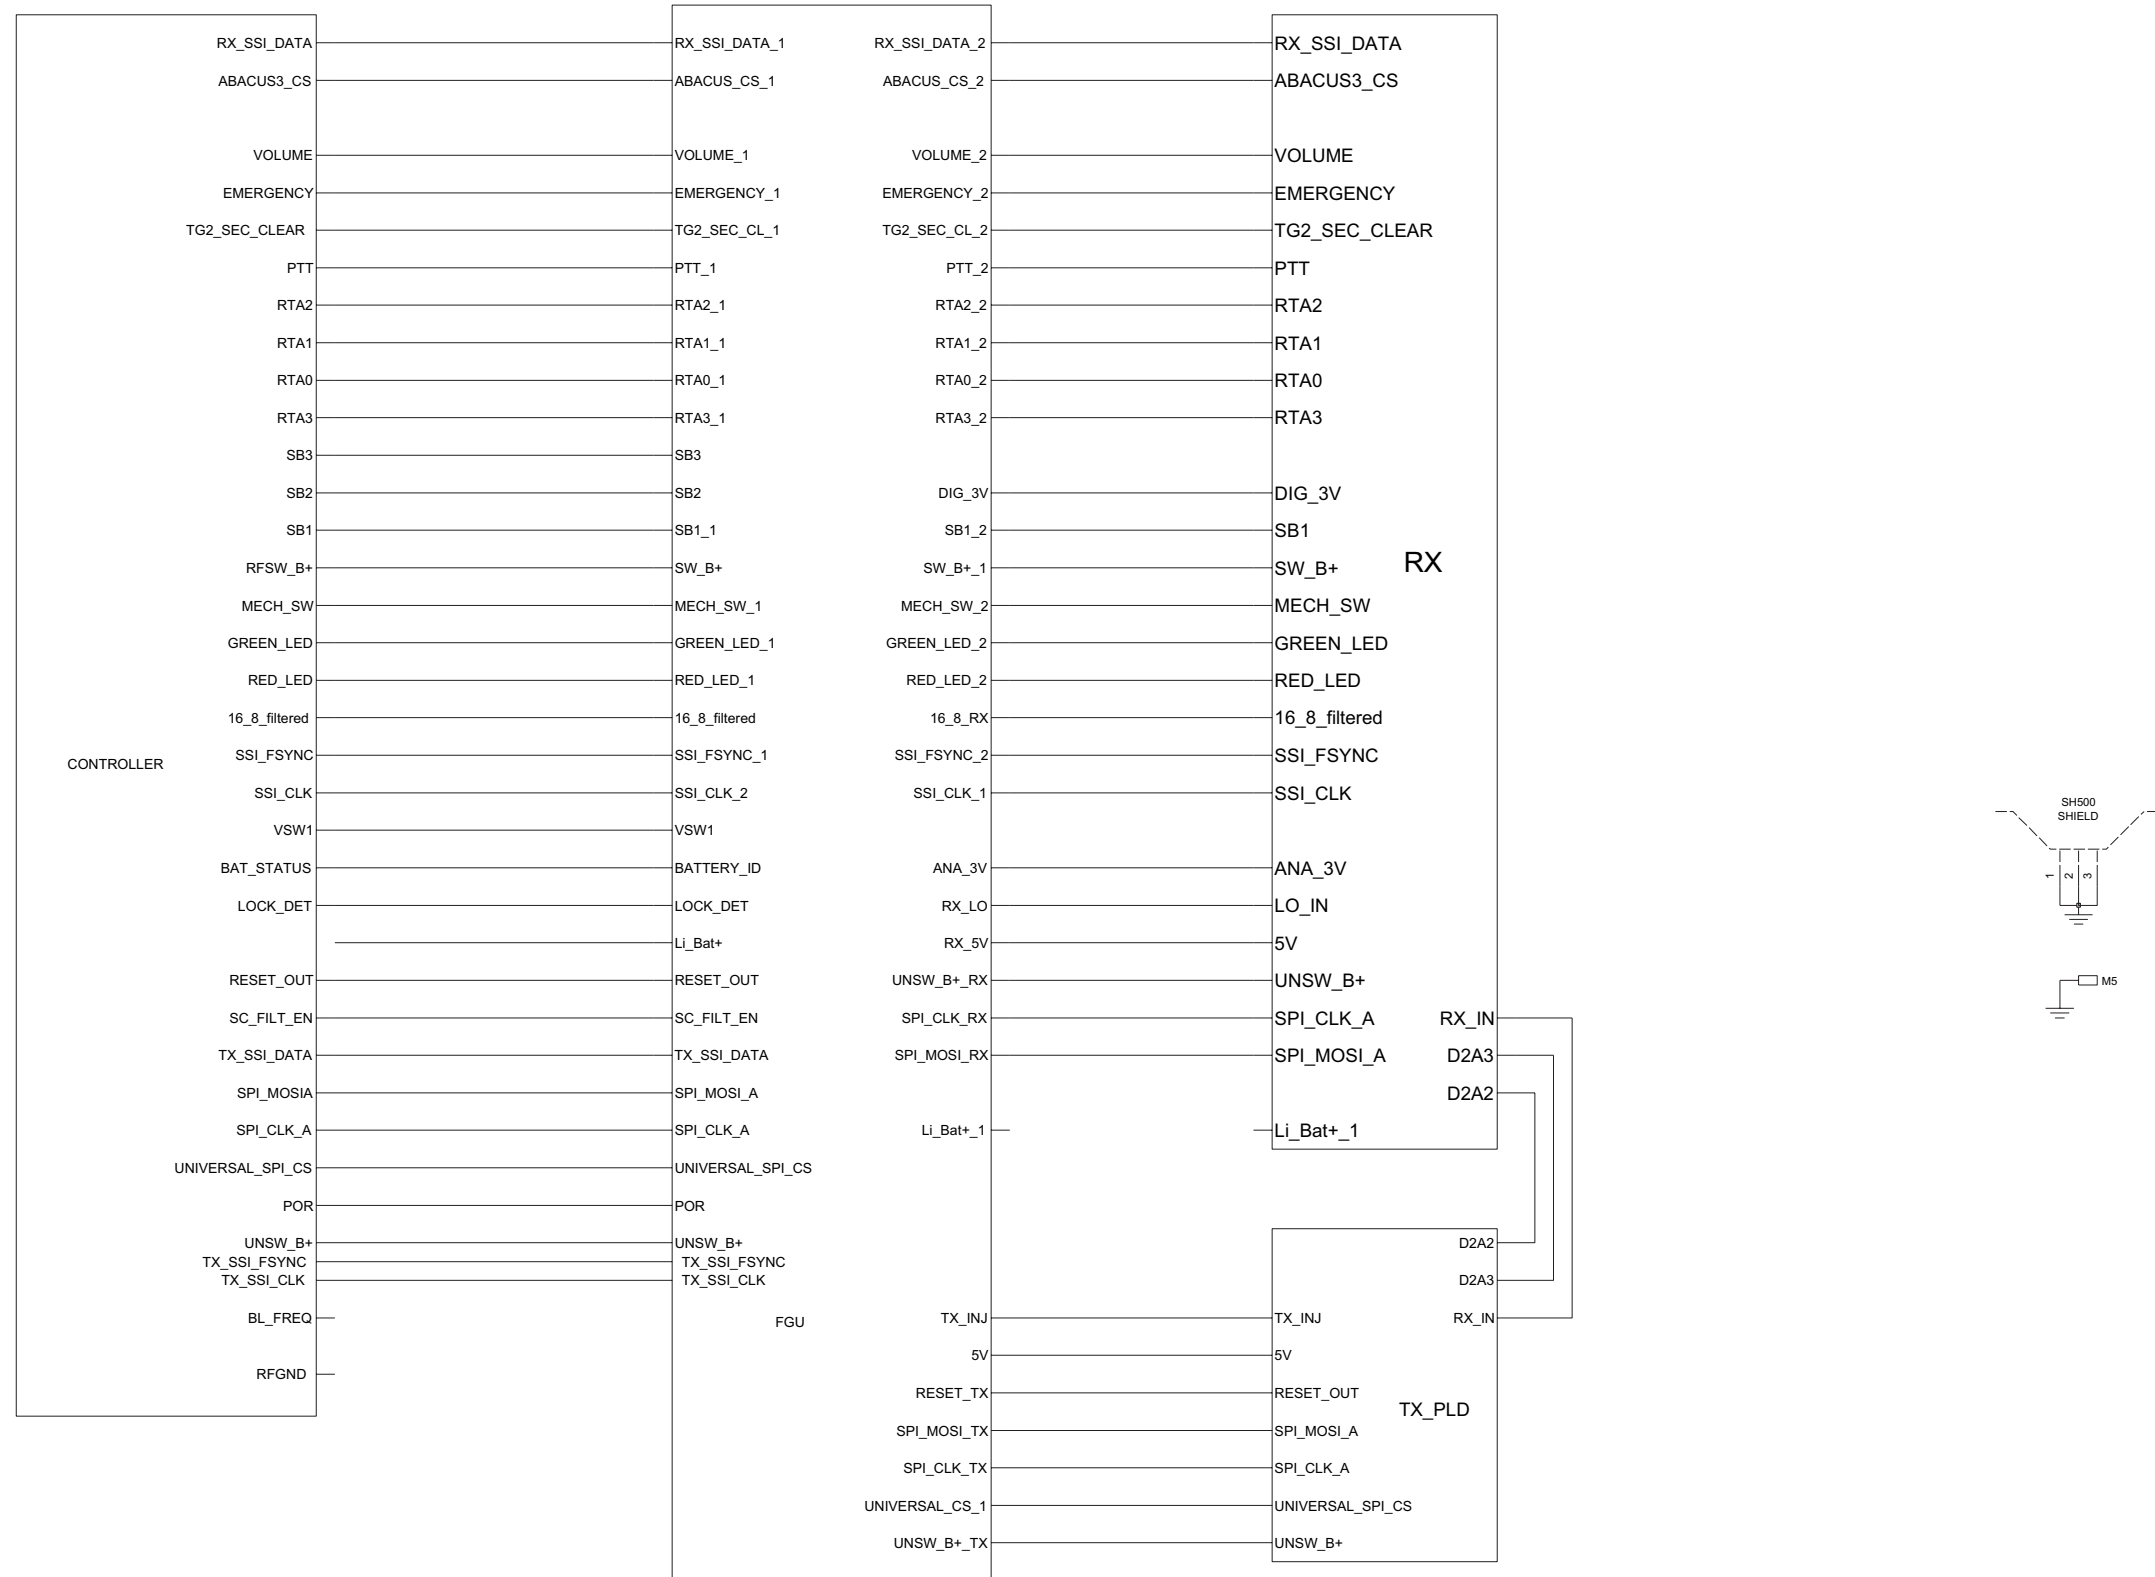 RX_SSI_DATA RX_SSI_DATA_1 RX_SSI_DATA_2 RX_SSI_DATA
ABACUS3_CS ABACUS_CS_1 ABACUS_CS_2 ABACUS3_CS
VOLUME VOLUME_1 VOLUME_2 VOLUME
EMERGENCY EMERGENCY_1 EMERGENCY_2 EMERGENCY
TG2_SEC_CLEAR TG2_SEC_CL_1 TG2_SEC_CL_2 TG2_SEC_CLEAR
PTT PTT_1 PTT_2 PTT
RTA2 RTA2_1 RTA2_2 RTA2
RTA1 RTA1_1 RTA1_2 RTA1
RTA0 RTA0_1 RTA0_2 RTA0
RTA3 RTA3_1 RTA3_2 RTA3
SB3 SB3
SB2 SB2 DIG_3V DIG_3V
SB1 SB1_1 SB1_2 SB1
RX
RFSW_B+ SW_B+ SW_B+_1 SW_B+
MECH_SW MECH_SW_1 MECH_SW_2 MECH_SW
GREEN_LED GREEN_LED_1 GREEN_LED_2 GREEN_LED
RED_LED RED_LED_1 RED_LED_2 RED_LED
16_8_filtered 16_8_filtered 16_8_RX 16_8_filtered
SSI_FSYNC SSI_FSYNC_1 SSI_FSYNC_2 SSI_FSYNC
CONTROLLER
SSI_CLK SSI_CLK_2 SSI_CLK_1 SSI_CLK
SH500
SHIELD
VSW1 VSW1
BAT_STATUS BATTERY_ID ANA_3V ANA_3V
1 2 3
LOCK_DET LOCK_DET RX_LO LO_IN
Li_Bat+ RX_5V 5V
RESET_OUT RESET_OUT UNSW_B+_RX UNSW_B+
M5
SC_FILT_EN SC_FILT_EN SPI_CLK_RX SPI_CLK_A RX_IN
TX_SSI_DATA TX_SSI_DATA SPI_MOSI_RX SPI_MOSI_A D2A3
SPI_MOSIA SPI_MOSI_A D2A2
SPI_CLK_A SPI_CLK_A Li_Bat+_1 Li_Bat+_1
UNIVERSAL_SPI_CS UNIVERSAL_SPI_CS
POR POR
UNSW_B+ UNSW_B+ D2A2
TX_SSI_FSYNC TX_SSI_FSYNC
TX_SSI_CLK TX_SSI_CLK D2A3
BL_FREQ FGU TX_INJ TX_INJ RX_IN
5V 5V
RFGND
RESET_TX RESET_OUT
TX_PLD
SPI_MOSI_TX SPI_MOSI_A
SPI_CLK_TX SPI_CLK_A
UNIVERSAL_CS_1 UNIVERSAL_SPI_CS
UNSW_B+_TX UNSW_B+